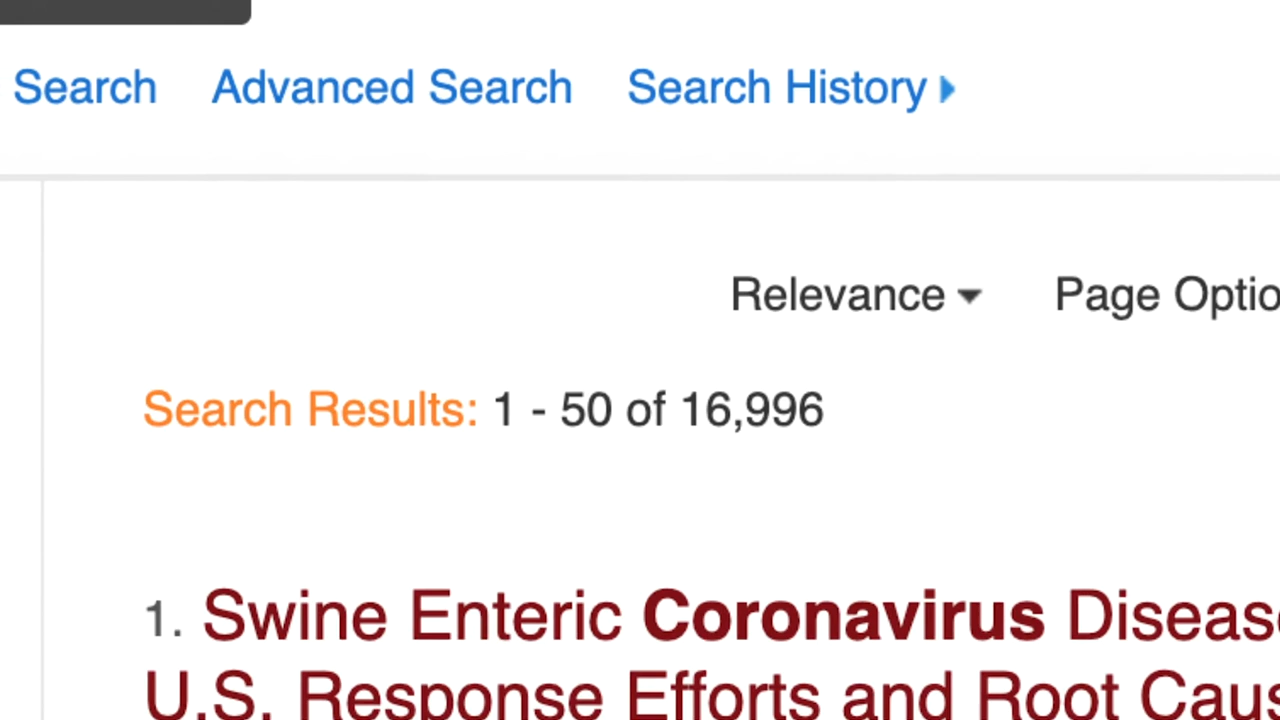 Search Advanced Search Search History
Relevance Page Optio
Search Results: 1 - 50 of 16,996
1. Swine Enteric Coronavirus Disease
U.S. Response Efforts and Root Caus